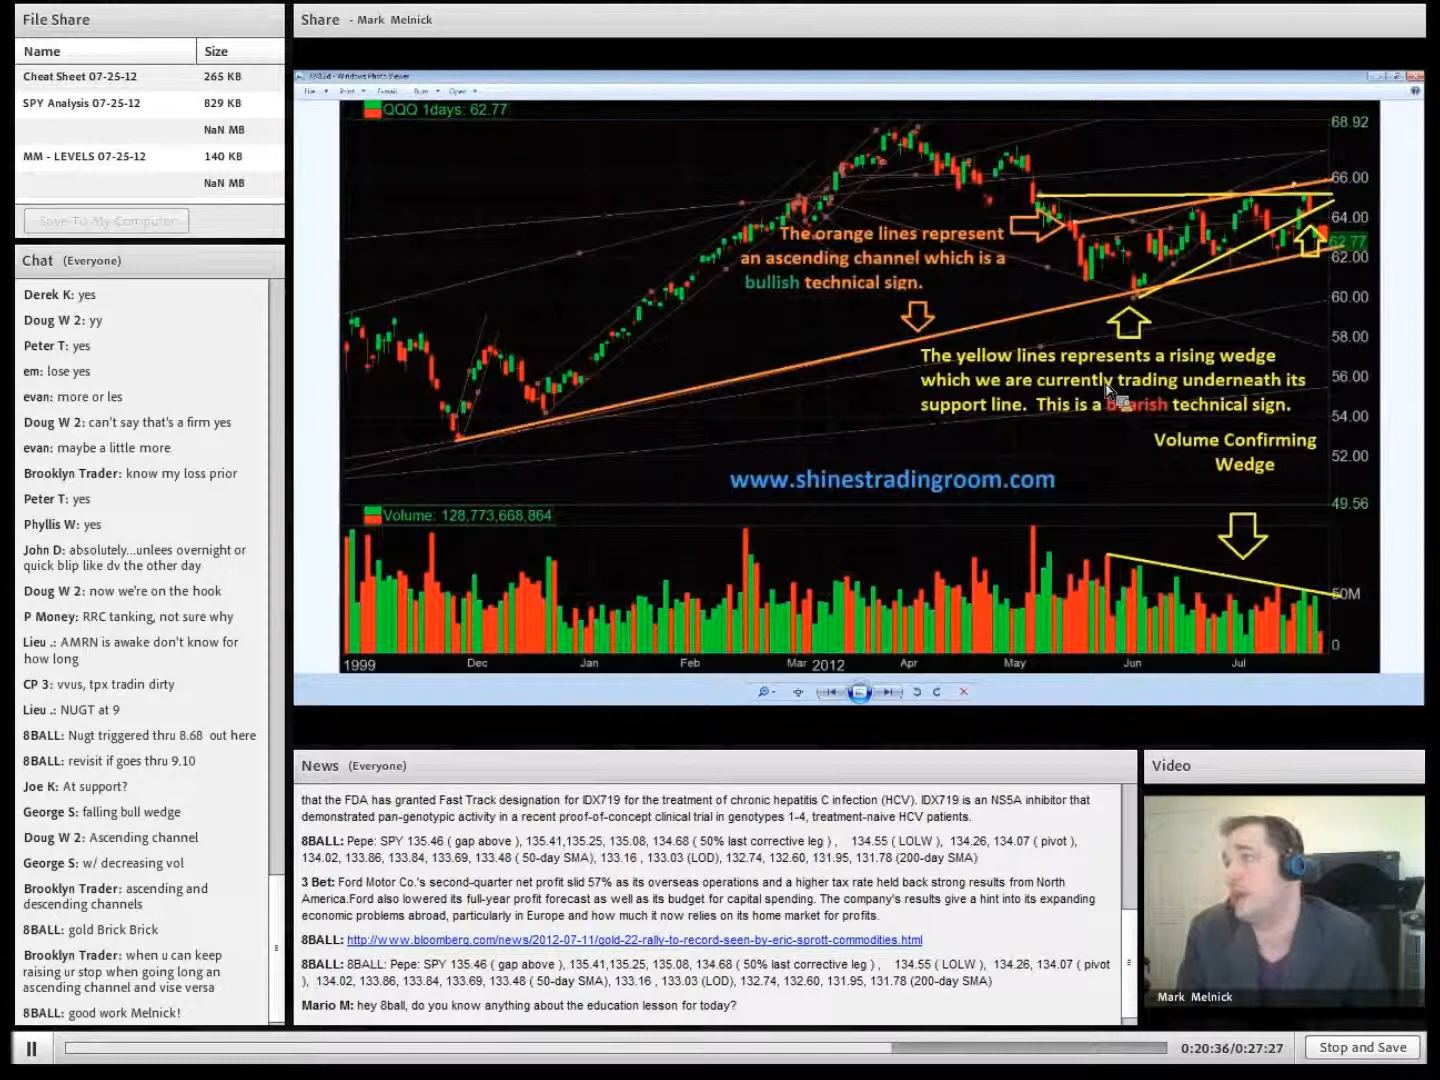 File Share
Name Size
Cheat Sheet 07-25-12 265 KB
SPY Analysis 07-25-12 829 KB
NaN MB
MM - LEVELS 07-25-12 140 KB
NaN MB
Save To My Computer
Chat (Everyone)
Derek K: yes
Doug W 2: yy
Peter T: yes
em: lose yes
evan: more or les
Doug W 2: can't say that's a firm yes
evan: maybe a little more
Brooklyn Trader: know my loss prior
Peter T: yes
Phyllis W: yes
John D: absolutely...unlees overnight or
quick blip like dv the other day
Doug W 2: now we're on the hook
P Money: RRC tanking, not sure why
Lieu .: AMRN is awake don't know for
how long
CP 3: vvus, tpx tradin dirty
Lieu .: NUGT at 9
8BALL: Nugt triggered thru 8.68 out here
8BALL: revisit if goes thru 9.10
Joe K: At support?
George S: falling bull wedge
Doug W 2: Ascending channel
George S: w/ decreasing vol
Brooklyn Trader: ascending and
descending channels
8BALL: gold Brick Brick
Brooklyn Trader: when u can keep
raising ur stop when going long an
ascending channel and vise versa
8BALL: good work Melnick!
Share - Mark Melnick
Windows Photo Viewer
File Print E-mail Burn Open
QQQ 1days: 62.77
68.92
66.00
64.00
62.77
62.00
60.00
58.00
56.00
54.00
52.00
49.56
The orange lines represent
an ascending channel which is a
bullish technical sign.
The yellow lines represents a rising wedge
which we are currently trading underneath its
support line. This is a bearish technical sign.
Volume Confirming
Wedge
www.shinestradingroom.com
Volume: 128,773,668,864
50M
0
1999 Dec Jan Feb Mar 2012 Apr May Jun Jul
News (Everyone)
that the FDA has granted Fast Track designation for IDX719 for the treatment of chronic hepatitis C infection (HCV). IDX719 is an NS5A inhibitor that
demonstrated pan-genotypic activity in a recent proof-of-concept clinical trial in genotypes 1-4, treatment-naive HCV patients.
8BALL: Pepe: SPY 135.46 ( gap above ), 135.41,135.25, 135.08, 134.68 ( 50% last corrective leg ) , 134.55 ( LOLW ), 134.26, 134.07 ( pivot ),
134.02, 133.86, 133.84, 133.69, 133.48 ( 50-day SMA), 133.16 , 133.03 (LOD), 132.74, 132.60, 131.95, 131.78 (200-day SMA)
3 Bet: Ford Motor Co.'s second-quarter net profit slid 57% as its overseas operations and a higher tax rate held back strong results from North
America.Ford also lowered its full-year profit forecast as well as its budget for capital spending. The company's results give a hint into its expanding
economic problems abroad, particularly in Europe and how much it now relies on its home market for profits.
8BALL: http://www.bloomberg.com/news/2012-07-11/gold-22-rally-to-record-seen-by-eric-sprott-commodities.html
8BALL: 8BALL: Pepe: SPY 135.46 ( gap above ), 135.41,135.25, 135.08, 134.68 ( 50% last corrective leg ) , 134.55 ( LOLW ), 134.26, 134.07 ( pivot
), 134.02, 133.86, 133.84, 133.69, 133.48 ( 50-day SMA), 133.16 , 133.03 (LOD), 132.74, 132.60, 131.95, 131.78 (200-day SMA)
Mario M: hey 8ball, do you know anything about the education lesson for today?
Video
Mark Melnick
0:20:36/0:27:27
Stop and Save